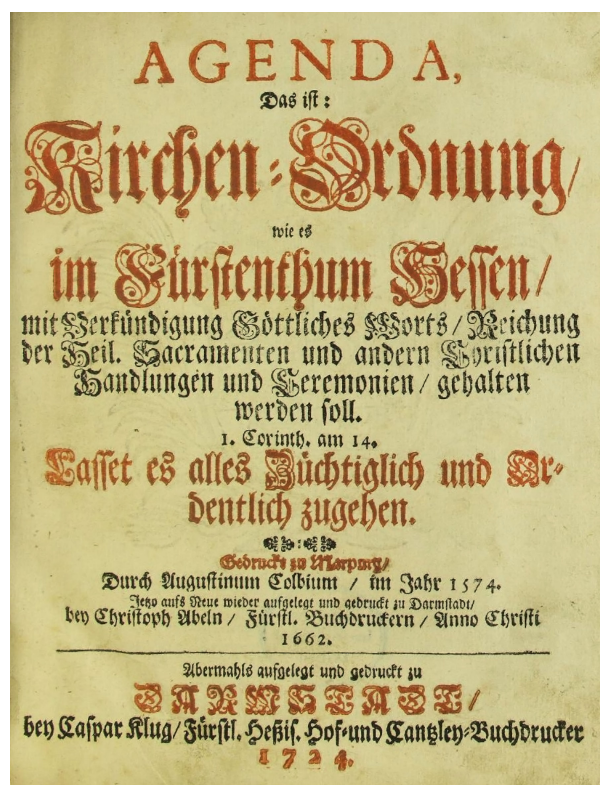 AGENDA,
Das ist:
Kirchen-Ordnung/
wie es
im Fürstenthum Hessen/
mit Verkündigung Göttliches Worts/ Reichung
der Heil. Sacramenten und andern Christlichen
Handlungen und Ceremonien/ gehalten
werden soll.
1. Corinth. am 14.
Lasset es alles Züchtiglich und Or-
dentlich zugehen.
Gedruckt zu Marpurg/
Durch Augustinum Colbium / im Jahr 1574.
Jetzo aufs Neue wieder aufgelegt und gedruckt zu Darmstadt/
bey Christoph Abeln / Fürstl. Buchdruckern / Anno Christi
1662.
Abermahls aufgelegt und gedruckt zu
DARMSTADT/
bey Caspar Klug/ Fürstl. Heßis. Hof-und Cantzley-Buchdrucker
1724.